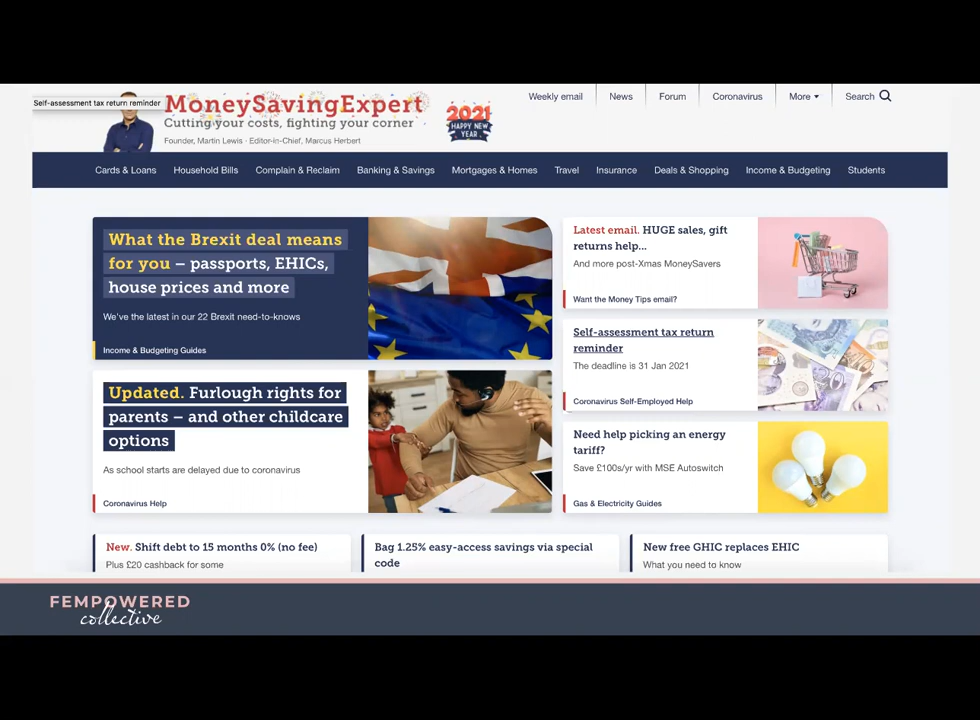 Self-assessment tax return reminder
MoneySavingExpert
Cutting your costs, fighting your corner
Founder, Martin Lewis · Editor-in-Chief, Marcus Herbert
2021
HAPPY NEW
YEAR
Weekly email
News
Forum
Coronavirus
More
Search
Cards & Loans
Household Bills
Complain & Reclaim
Banking & Savings
Mortgages & Homes
Travel
Insurance
Deals & Shopping
Income & Budgeting
Students
What the Brexit deal means
for you – passports, EHICs,
house prices and more
We've the latest in our 22 Brexit need-to-knows
Income & Budgeting Guides
Latest email. HUGE sales, gift
returns help...
And more post-Xmas MoneySavers
Want the Money Tips email?
Self-assessment tax return
reminder
The deadline is 31 Jan 2021
Coronavirus Self-Employed Help
Updated. Furlough rights for
parents – and other childcare
options
As school starts are delayed due to coronavirus
Coronavirus Help
Need help picking an energy
tariff?
Save £100s/yr with MSE Autoswitch
Gas & Electricity Guides
New. Shift debt to 15 months 0% (no fee)
Plus £20 cashback for some
Bag 1.25% easy-access savings via special
code
New free GHIC replaces EHIC
What you need to know
FEMPOWERED
collective